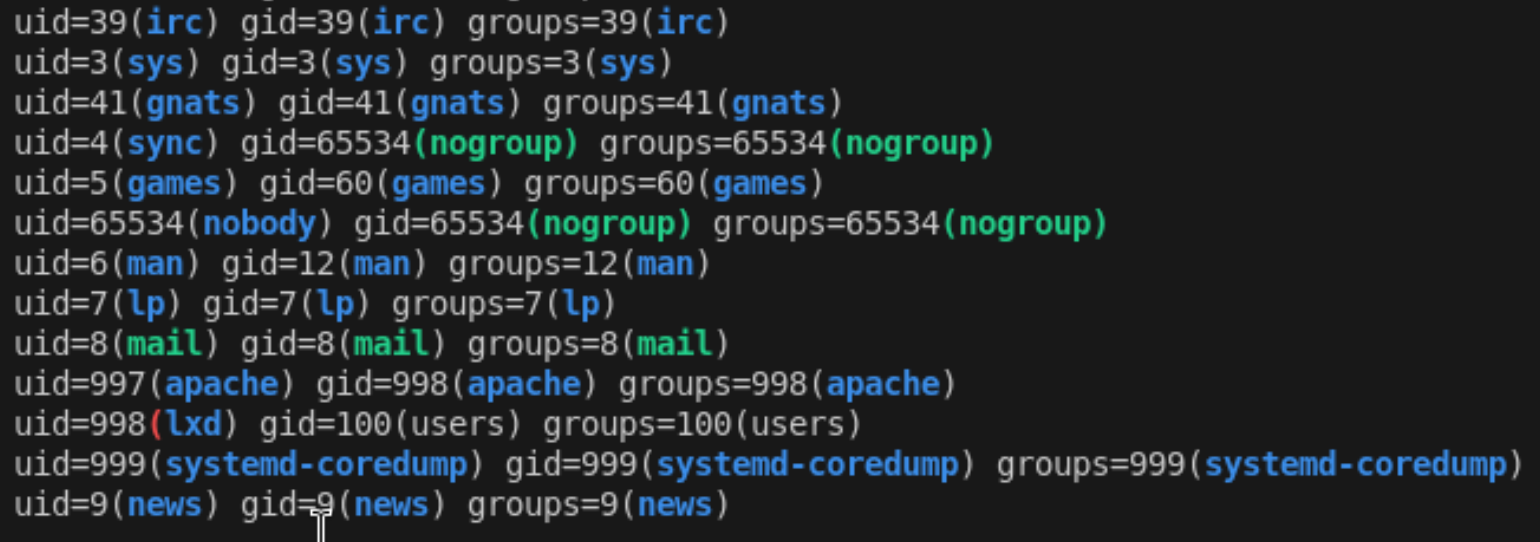 uid=39(irc) gid=39(irc) groups=39(irc)
uid=3(sys) gid=3(sys) groups=3(sys)
uid=41(gnats) gid=41(gnats) groups=41(gnats)
uid=4(sync) gid=65534(nogroup) groups=65534(nogroup)
uid=5(games) gid=60(games) groups=60(games)
uid=65534(nobody) gid=65534(nogroup) groups=65534(nogroup)
uid=6(man) gid=12(man) groups=12(man)
uid=7(lp) gid=7(lp) groups=7(lp)
uid=8(mail) gid=8(mail) groups=8(mail)
uid=997(apache) gid=998(apache) groups=998(apache)
uid=998(lxd) gid=100(users) groups=100(users)
uid=999(systemd-coredump) gid=999(systemd-coredump) groups=999(systemd-coredump)
uid=9(news) gid=9(news) groups=9(news)